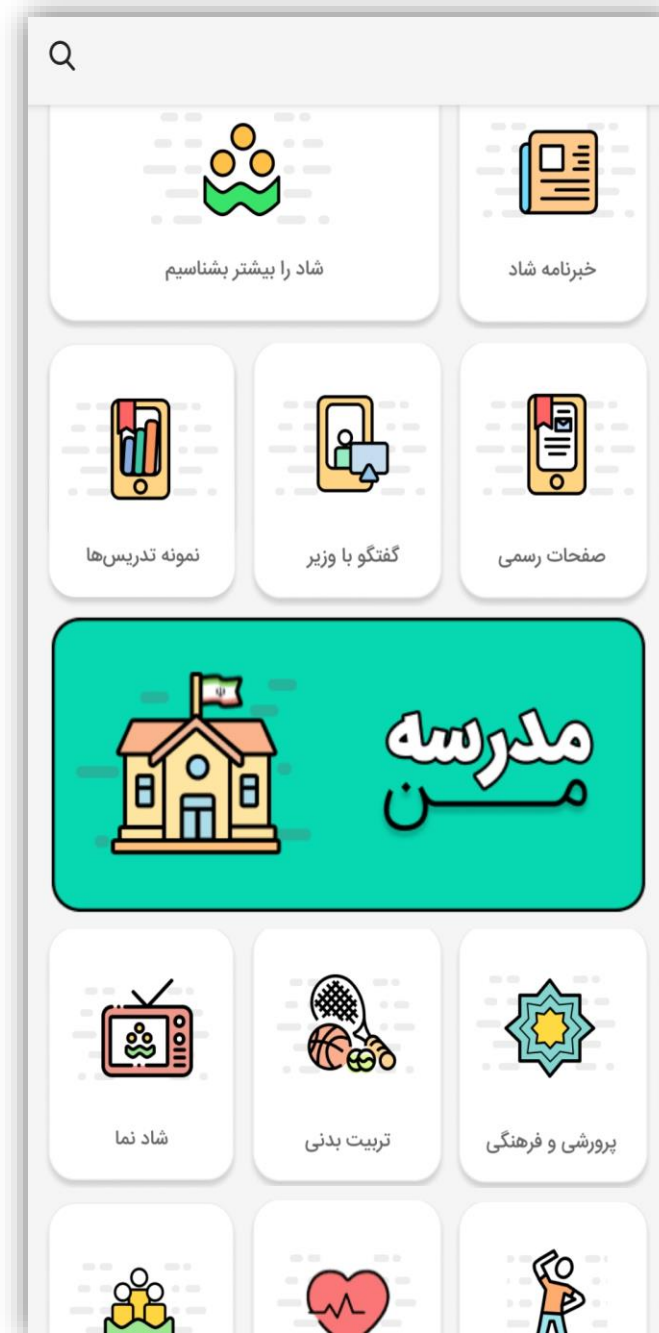 خبرنامه شاد
شاد را بیشتر بشناسیم
صفحات رسمی
گفتگو با وزیر
نمونه تدریس‌ها
مدرسه
مــن
پرورشی و فرهنگی
تربیت بدنی
شاد نما